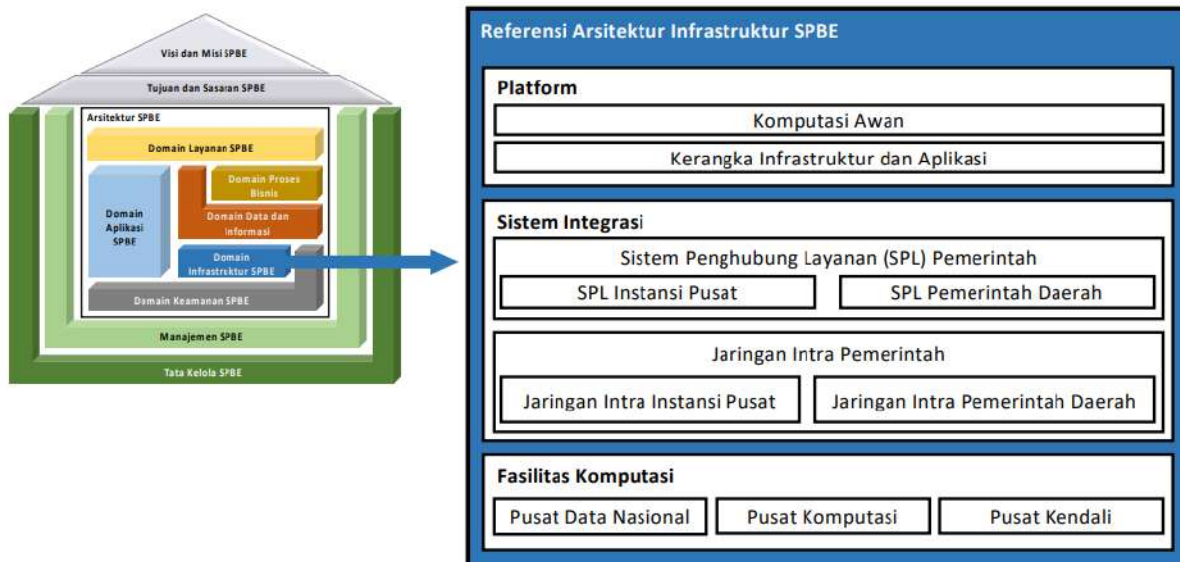 Visi dan Misi SPBE
Tujuan dan Sasaran SPBE
Arsitektur SPBE
Domain Layanan SPBE
Domain
Aplikasi
SPBE
Domain Proses
Bisnis
Domain Data dan
Informasi
Domain
Infrastruktur SPBE
Domain Keamanan SPBE
Manajemen SPBE
Tata Kelola SPBE
Referensi Arsitektur Infrastruktur SPBE
Platform
Komputasi Awan
Kerangka Infrastruktur dan Aplikasi
Sistem Integrasi
Sistem Penghubung Layanan (SPL) Pemerintah
SPL Instansi Pusat
SPL Pemerintah Daerah
Jaringan Intra Pemerintah
Jaringan Intra Instansi Pusat
Jaringan Intra Pemerintah Daerah
Fasilitas Komputasi
Pusat Data Nasional
Pusat Komputasi
Pusat Kendali